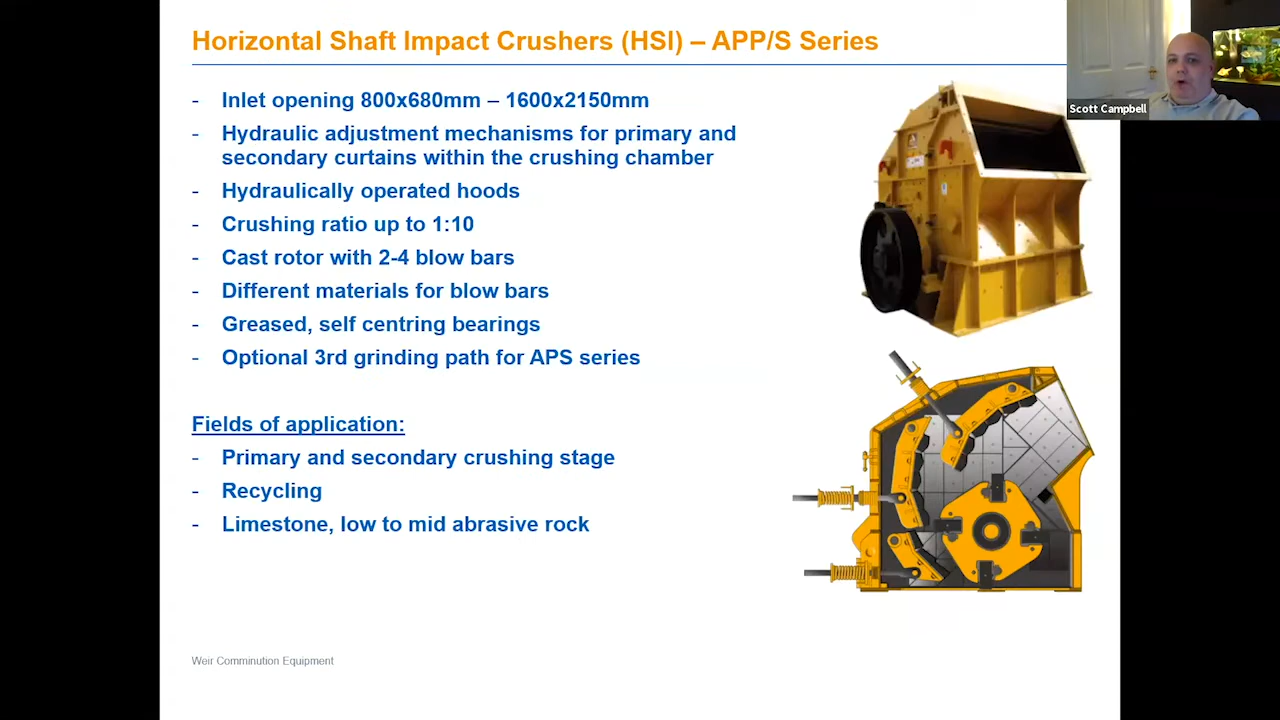 Horizontal Shaft Impact Crushers (HSI) – APP/S Series
Scott Campbell
- Inlet opening 800x680mm – 1600x2150mm
- Hydraulic adjustment mechanisms for primary and
secondary curtains within the crushing chamber
- Hydraulically operated hoods
- Crushing ratio up to 1:10
- Cast rotor with 2-4 blow bars
- Different materials for blow bars
- Greased, self centring bearings
- Optional 3rd grinding path for APS series
Fields of application:
- Primary and secondary crushing stage
- Recycling
- Limestone, low to mid abrasive rock
Weir Comminution Equipment